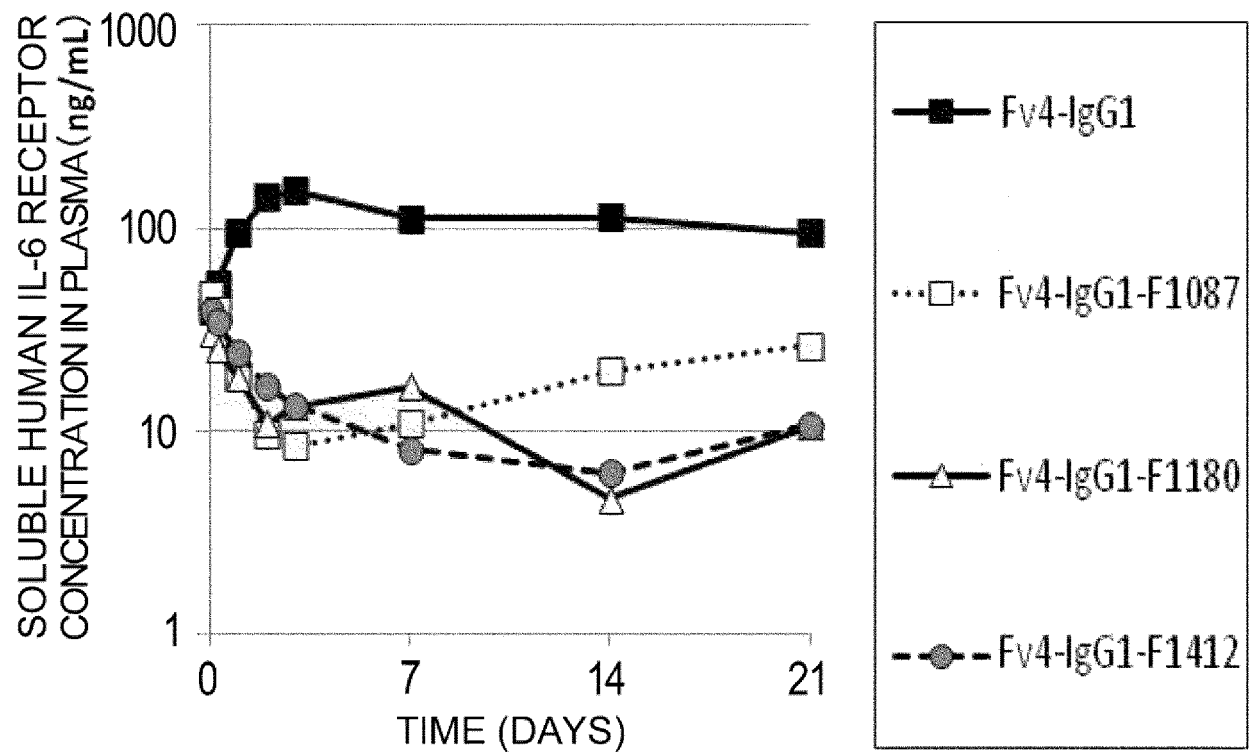 SOLUBLE HUMAN IL-6 RECEPTOR
CONCENTRATION IN PLASMA(ng/mL)
1000
100
10
1
0 7 14 21
TIME (DAYS)
Fv4-IgG1
Fv4-IgG1-F1087
Fv4-IgG1-F1180
Fv4-IgG1-F1412